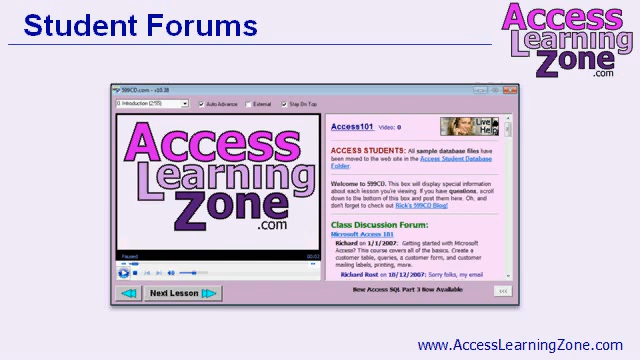 Student Forums
Access
Learning
Zone
.com
599CD.com - v10.38
0. Introduction (2:55)
Auto Advance
External
Stay On Top
Access
Learning
Zone
.com
Paused
00:03
Next Lesson
Access101 Video: 0
Live
Help
ACCESS STUDENTS: All sample database files have
been moved to the web site in the Access Student Database
Folder.
Welcome to 599CD. This box will display special information
about each lesson you're viewing. If you have questions, scroll
down to the bottom of this box and post them here. Oh, and
don't forget to check out Rick's 599CD Blog!
Class Discussion Forum:
Microsoft Access 101
Richard on 1/1/2007: Getting started with Microsoft
Access? This course covers all of the basics. Create a
customer table, queries, a customer form, and customer
mailing labels, printing, more.
Richard Rost on 10/12/2007: Sorry folks, my email
New Access SQL Part 3 Now Available
<<<
www.AccessLearningZone.com